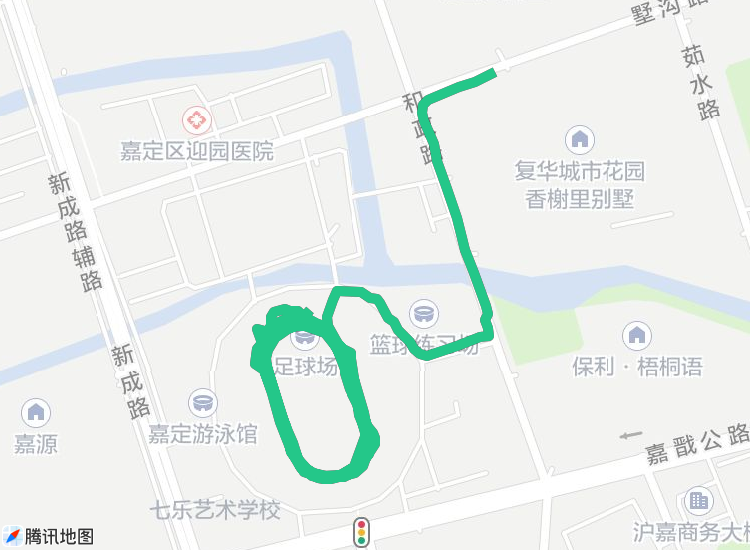 墅沟路
茹水路
和政路
嘉定区迎园医院
复华城市花园
香榭里别墅
新成路辅路
足球场
篮球练习场
新成路
保利·梧桐语
嘉源
嘉定游泳馆
嘉戬公路
七乐艺术学校
沪嘉商务大楼
腾讯地图